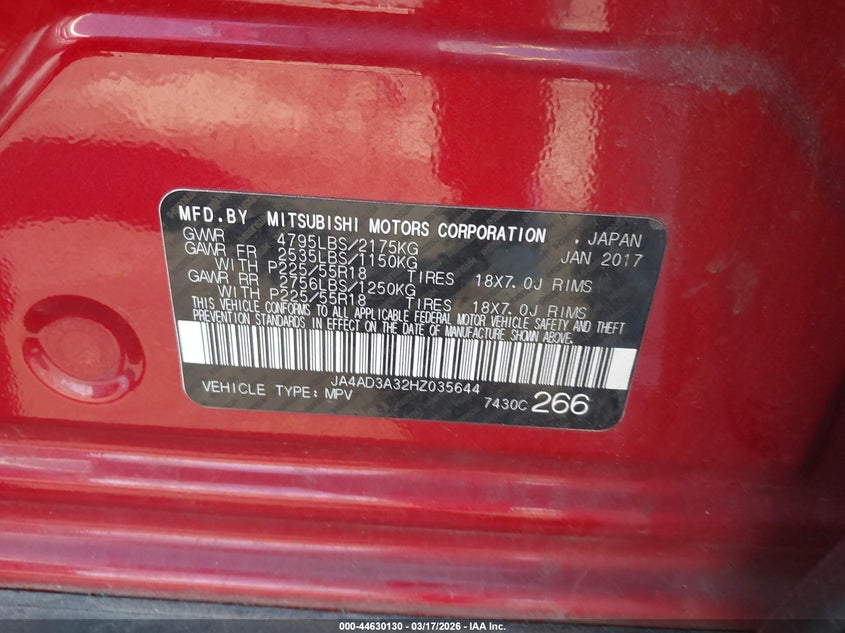 MFD.BY MITSUBISHI MOTORS CORPORATION . JAPAN
GVWR 4795LBS/2175KG JAN 2017
GAWR FR 2535LBS/1150KG
WITH P225/55R18 TIRES 18X7.0J RIMS
GAWR RR 2756LBS/1250KG
WITH P225/55R18 TIRES 18X7.0J RIMS
THIS VEHICLE CONFORMS TO ALL APPLICABLE FEDERAL MOTOR VEHICLE SAFETY AND THEFT
PREVENTION STANDARDS IN EFFECT ON THE DATE OF MANUFACTURE SHOWN ABOVE.
JA4AD3A32HZ035644
VEHICLE TYPE: MPV 7430C 266
000-44630130 — 03/17/2026 — IAA Inc.